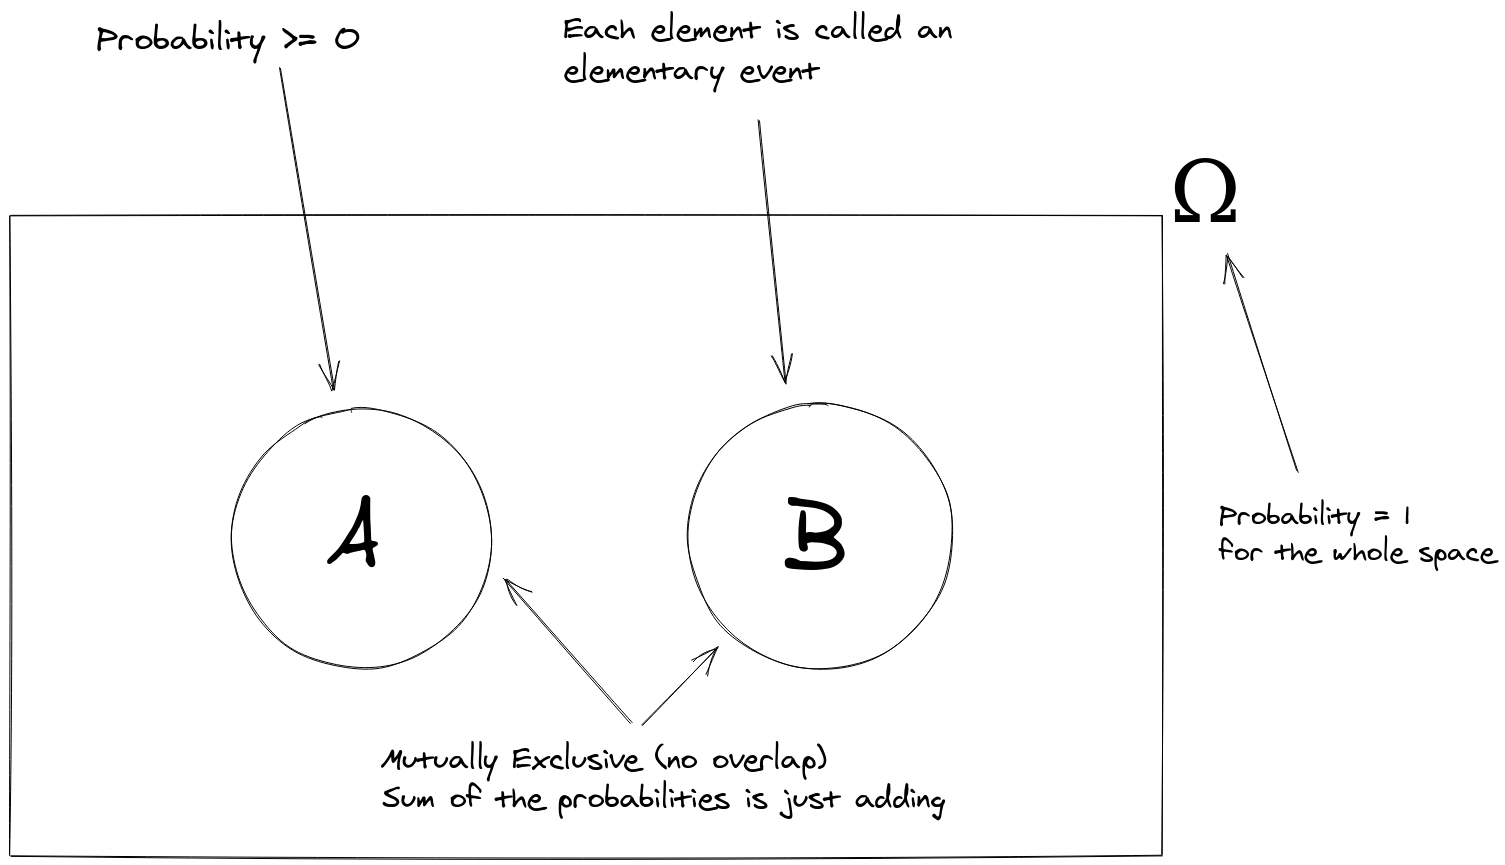 Probability >= 0
Each element is called an
elementary event
Ω
A
B
Probability = 1
for the whole space
Mutually Exclusive (no overlap)
Sum of the probabilities is just adding